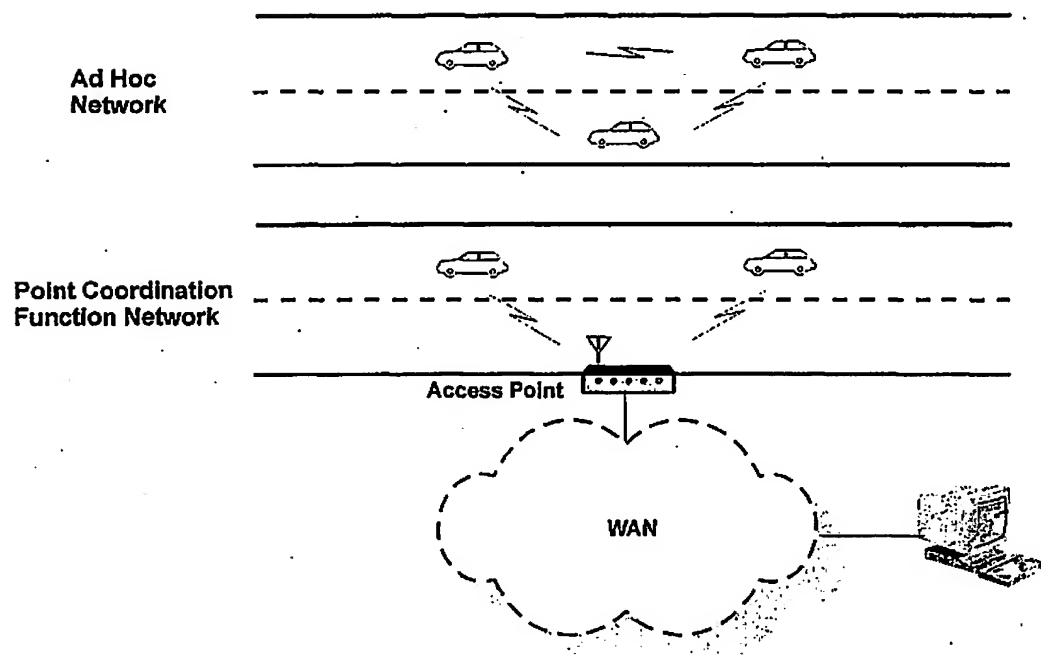 Ad Hoc
Network
Point Coordination
Function Network
Access Point
WAN